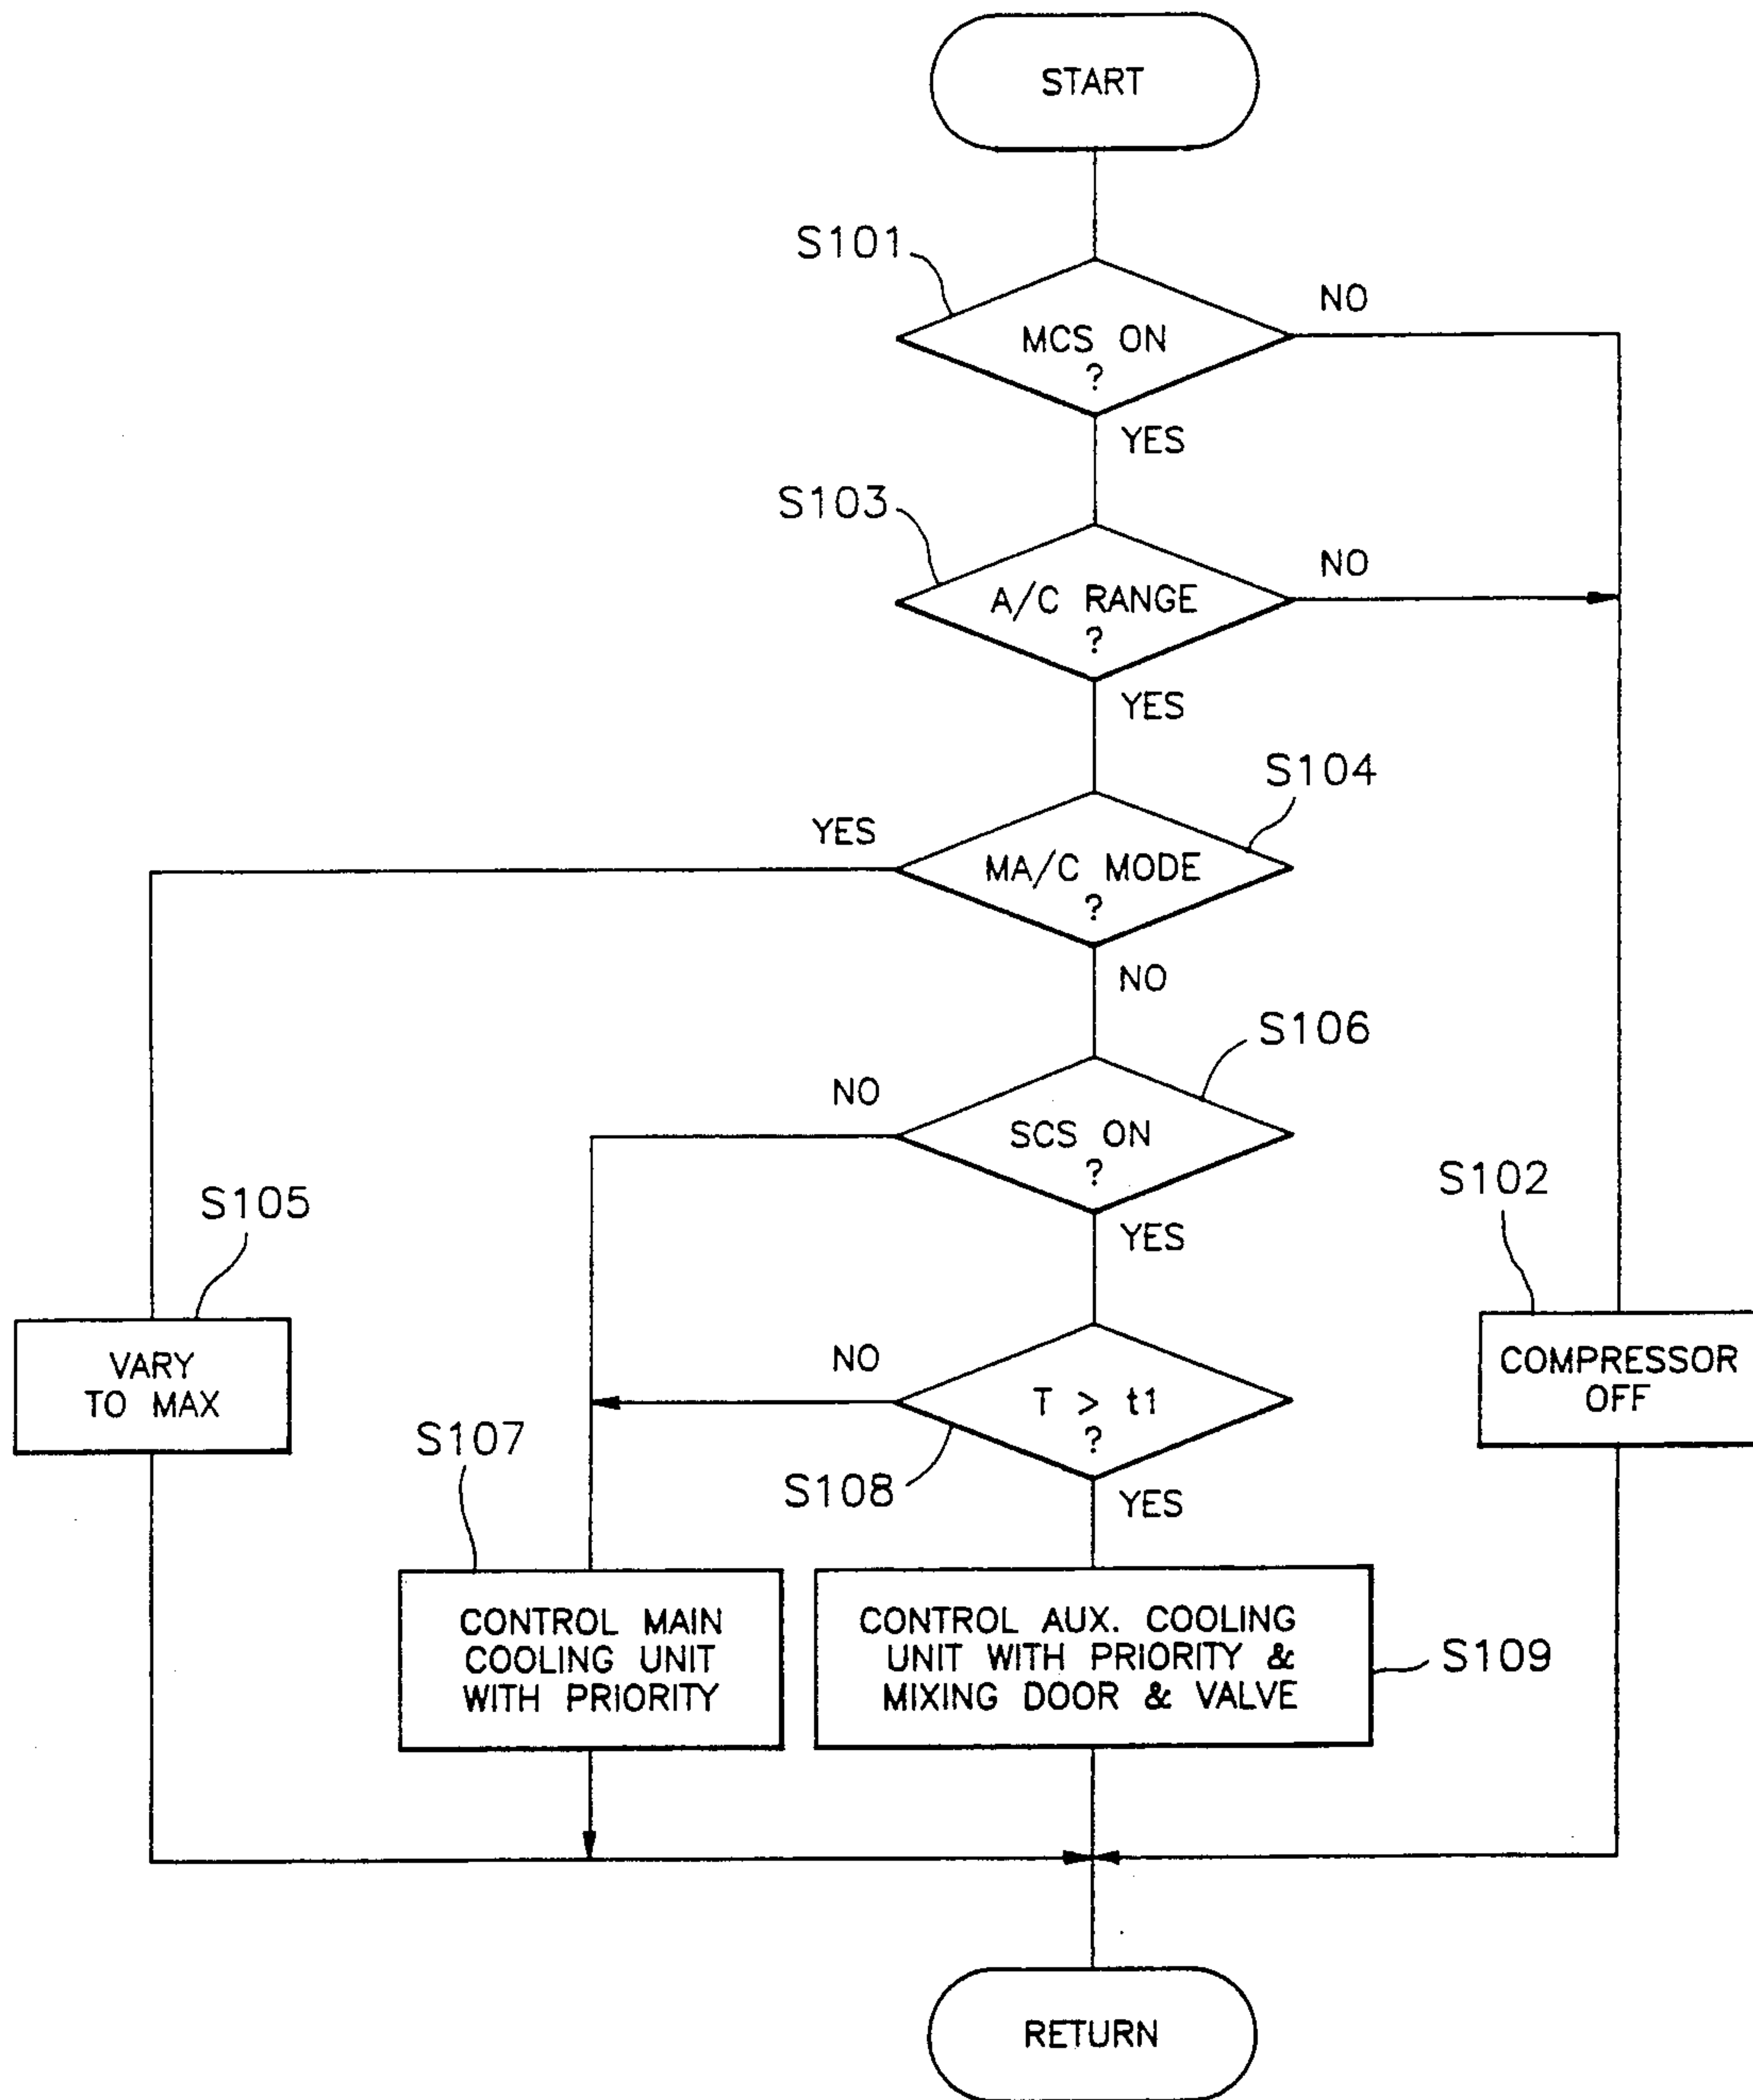 START
S101
NO
MCS ON
?
YES
S103
NO
A/C RANGE
?
YES
S104
YES
MA/C MODE
?
NO
S106
NO
SCS ON
?
YES
S105
S102
VARY
TO MAX
NO
T > t1
?
COMPRESSOR
OFF
S107
S108
YES
CONTROL MAIN
COOLING UNIT
WITH PRIORITY
CONTROL AUX. COOLING
UNIT WITH PRIORITY &
MIXING DOOR & VALVE
S109
RETURN